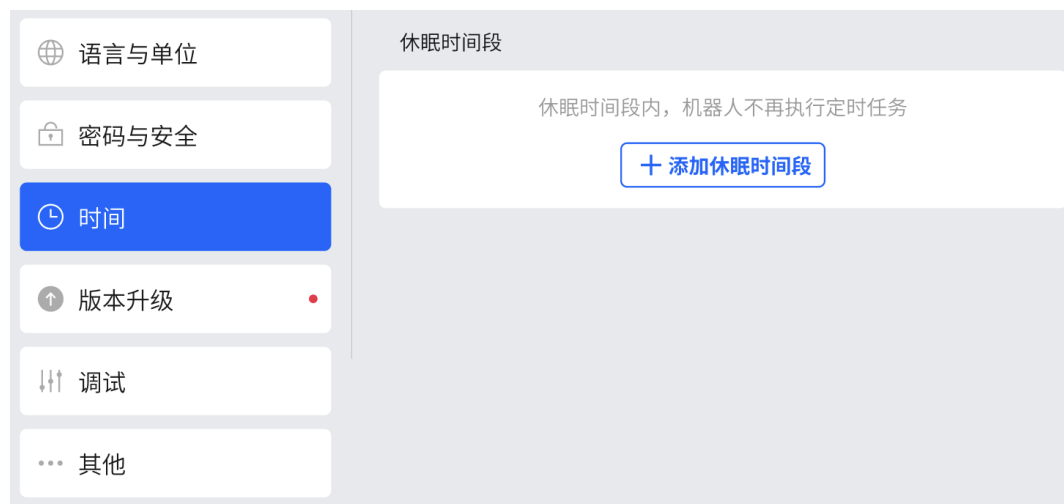 语言与单位
密码与安全
时间
版本升级
调试
其他
休眠时间段
休眠时间段内，机器人不再执行定时任务
添加休眠时间段